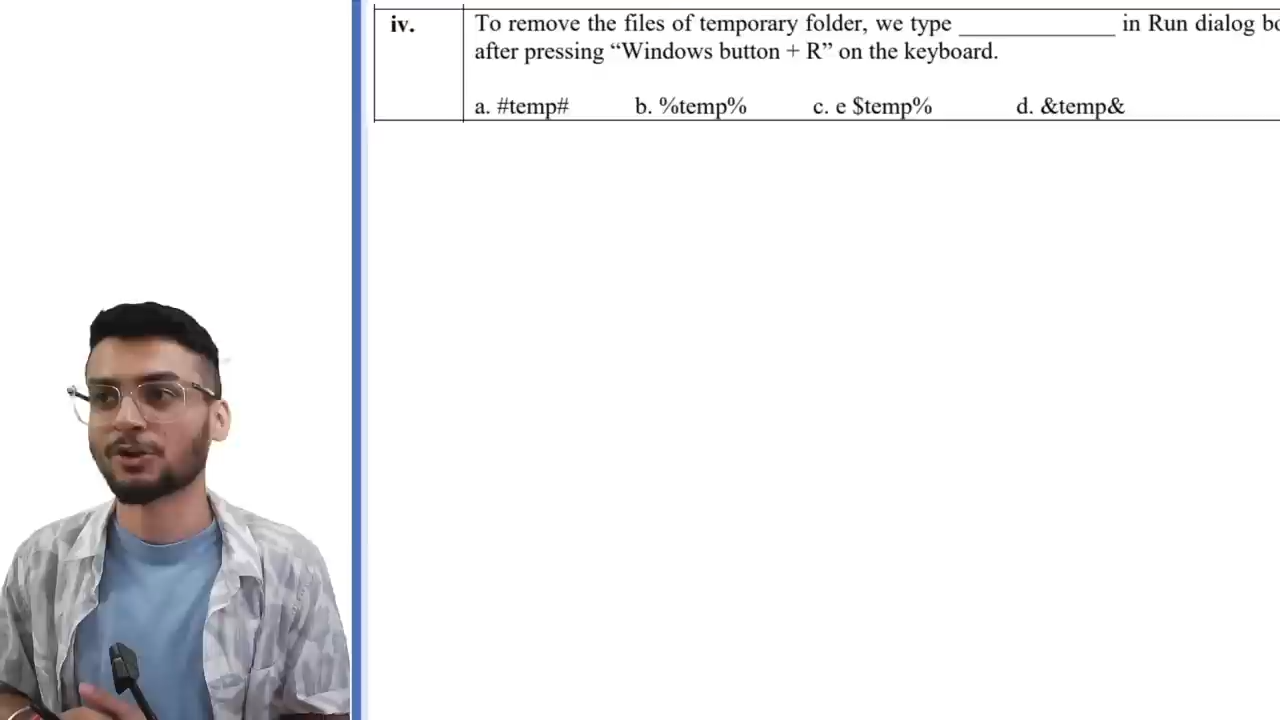 iv.
To remove the files of temporary folder, we type ______________ in Run dialog
after pressing “Windows button + R” on the keyboard.
a. #temp# b. %temp% c. e $temp% d. &temp&